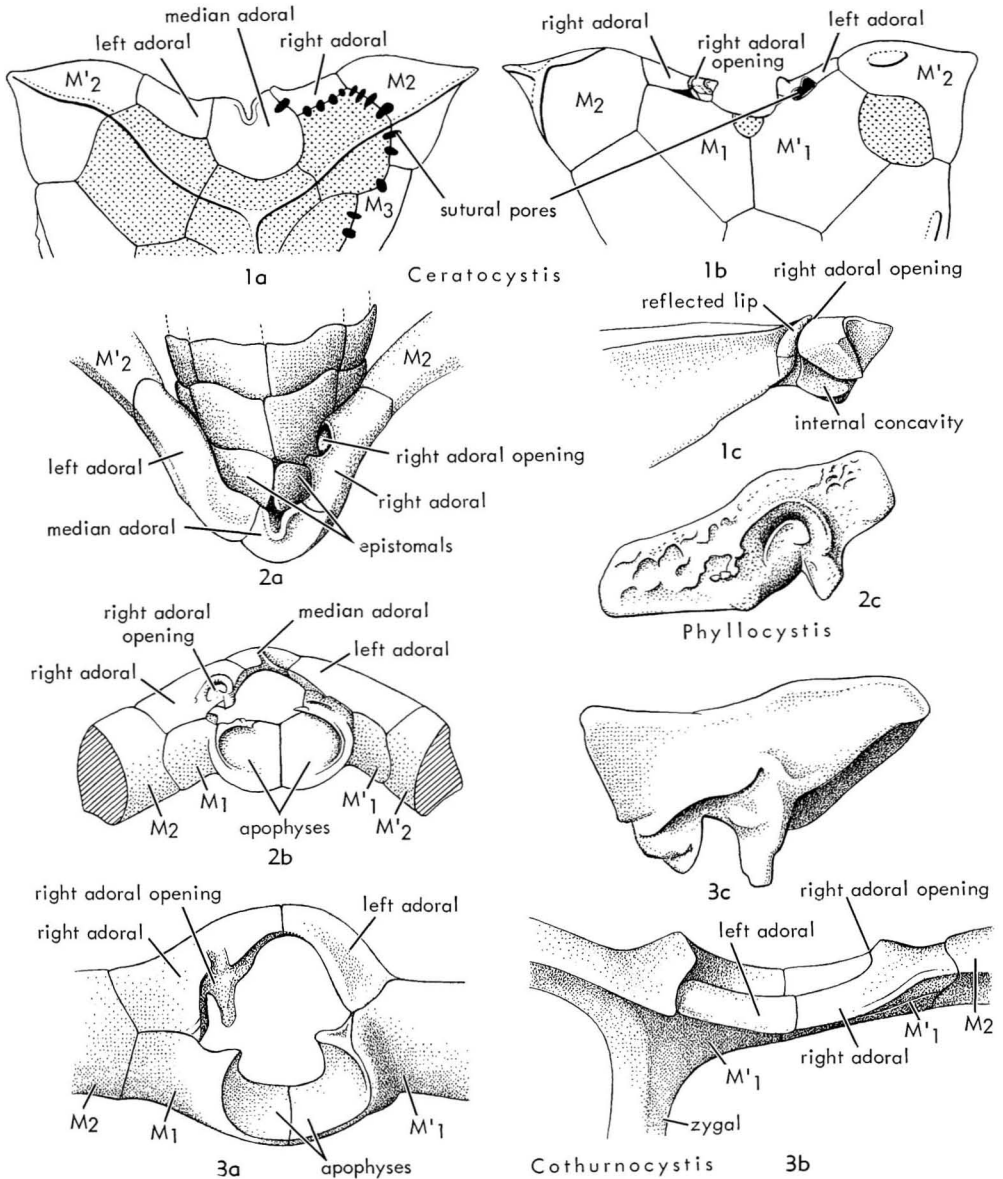 median adoral
left adoral
right adoral
M'2
M2
M3
sutural pores
1a
Ceratocystis
right adoral
right adoral
opening
left adoral
M2
M'2
M1
M'1
1b
right adoral opening
reflected lip
internal concavity
1c
M'2
M2
left adoral
right adoral opening
right adoral
median adoral
epistomals
2a
2c
Phyllocystis
right adoral
opening
median adoral
right adoral
left adoral
M2
M1
apophyses
M'1
M'2
2b
3c
right adoral opening
right adoral
left adoral
M2
M1
apophyses
M'1
3a
right adoral opening
left adoral
M'1
M'1
M2
right adoral
zygal
Cothurnocystis
3b